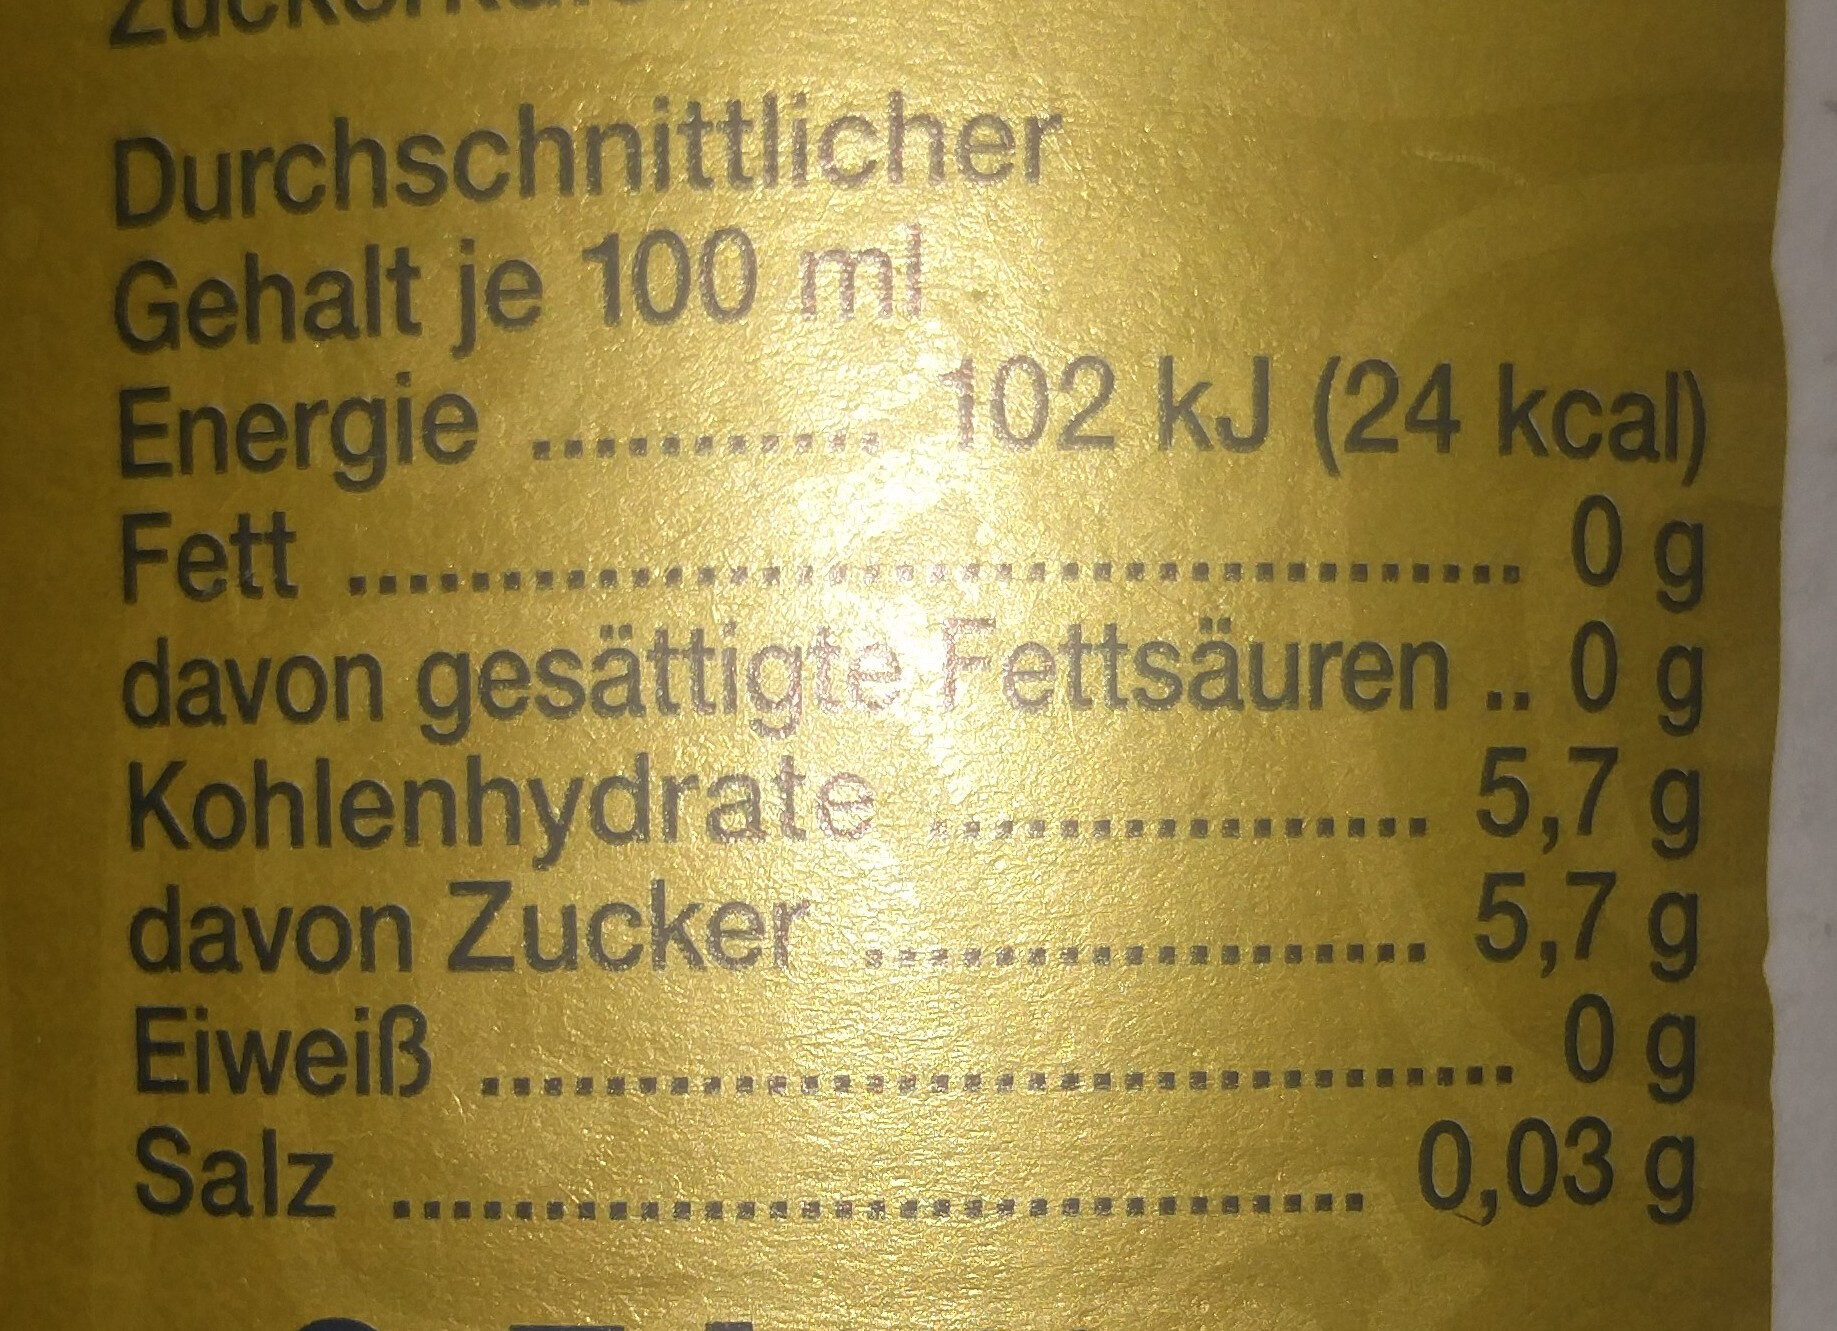 Durchschnittlicher
Gehalt je 100 ml
Energie ............ 102 kJ (24 kcal)
Fett ..................................... 0 g
davon gesättigte Fettsäuren .. 0 g
Kohlenhydrate ................ 5,7 g
davon Zucker .................. 5,7 g
Eiweiß ................................ 0 g
Salz .............................. 0,03 g